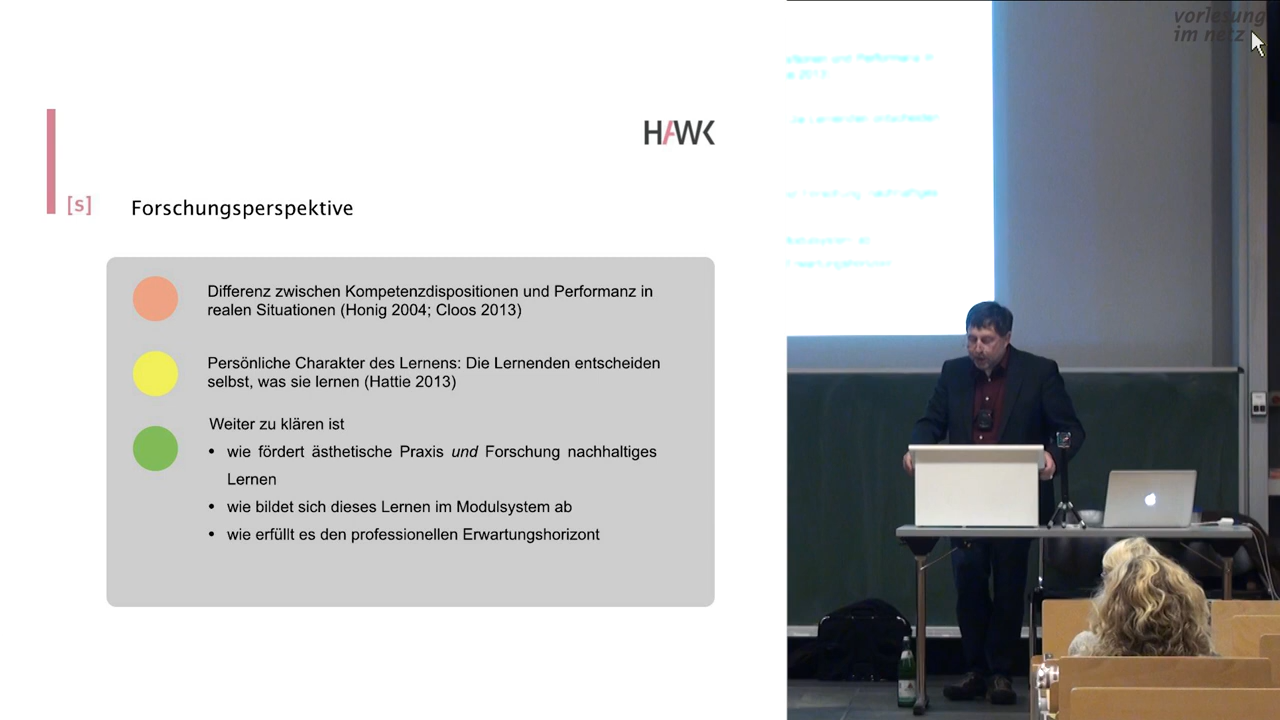 vorlesung
im netz
HAWK
[s]
Forschungsperspektive
Differenz zwischen Kompetenzdispositionen und Performanz in
realen Situationen (Honig 2004; Cloos 2013)
Persönliche Charakter des Lernens: Die Lernenden entscheiden
selbst, was sie lernen (Hattie 2013)
Weiter zu klären ist
• wie fördert ästhetische Praxis und Forschung nachhaltiges
Lernen
• wie bildet sich dieses Lernen im Modulsystem ab
• wie erfüllt es den professionellen Erwartungshorizont